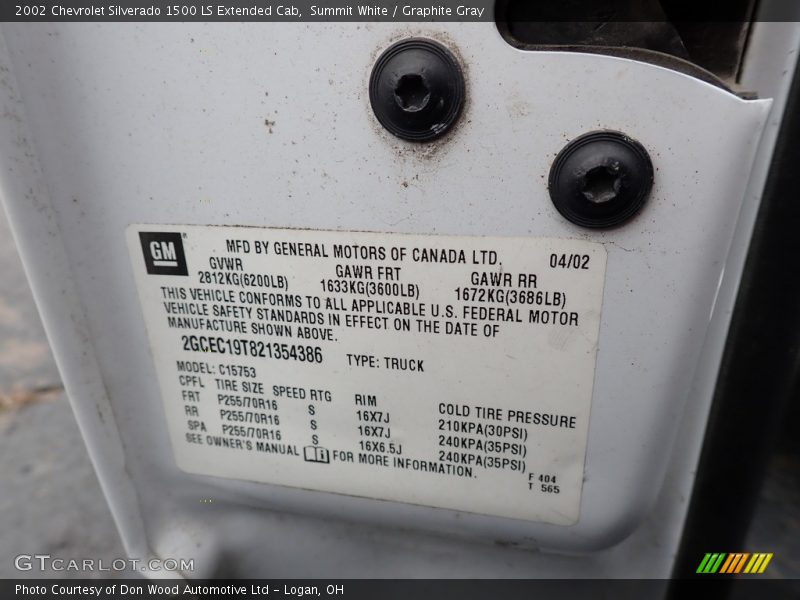 2002 Chevrolet Silverado 1500 LS Extended Cab,  Summit White / Graphite Gray
GM
MFD BY GENERAL MOTORS OF CANADA LTD. 04/02
GVWR GAWR FRT GAWR RR
2812KG(6200LB) 1633KG(3600LB) 1672KG(3686LB)
THIS VEHICLE CONFORMS TO ALL APPLICABLE U.S. FEDERAL MOTOR
VEHICLE SAFETY STANDARDS IN EFFECT ON THE DATE OF
MANUFACTURE SHOWN ABOVE.
2GCEC19T821354386 TYPE: TRUCK
MODEL: C15753
CPFL TIRE SIZE SPEED RTG RIM COLD TIRE PRESSURE
FRT P255/70R16 S 16X7J 210KPA(30PSI)
RR P255/70R16 S 16X7J 240KPA(35PSI)
SPA P255/70R16 S 16X6.5J 240KPA(35PSI)
SEE OWNER'S MANUAL FOR MORE INFORMATION.
F 404
T 565
GTCARLOT.COM
Photo Courtesy of Don Wood Automotive Ltd - Logan, OH